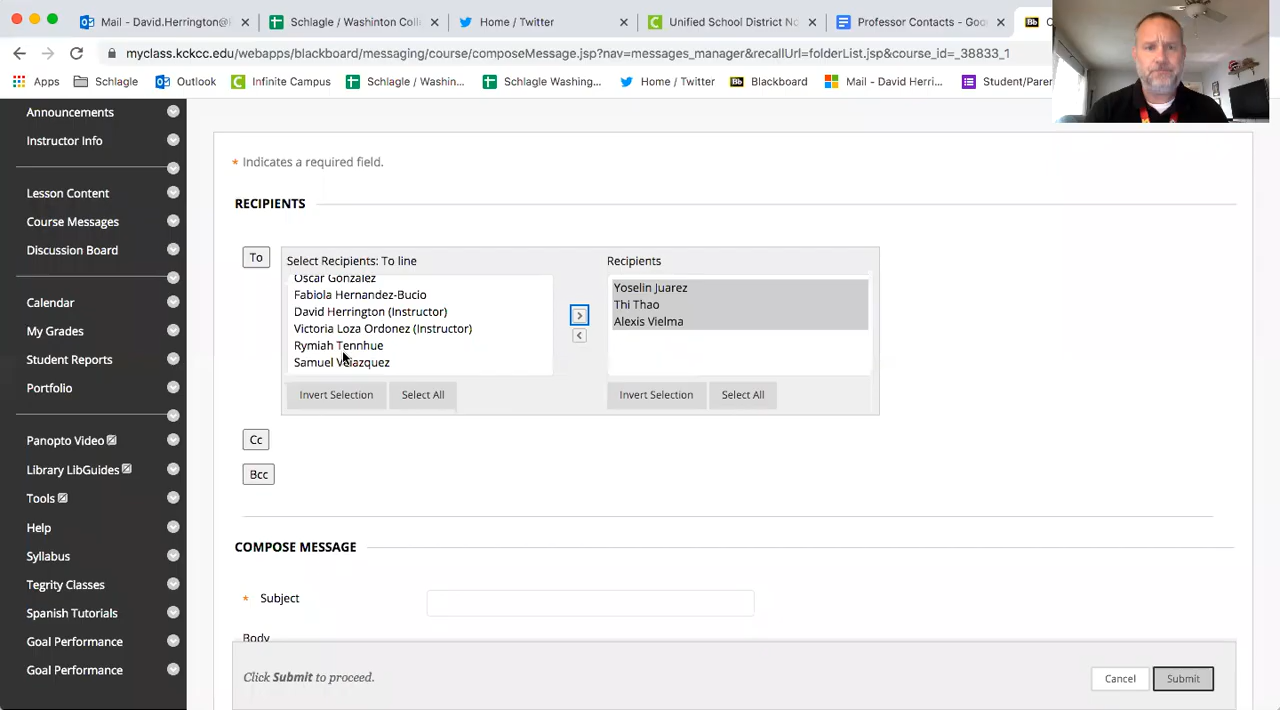 Mail - David.Herrington@
Schlagle / Washinton Coll
Home / Twitter
Unified School District No
Professor Contacts - Goo
myclass.kckcc.edu/webapps/blackboard/messaging/course/composeMessage.jsp?nav=messages_manager&recallUrl=folderList.jsp&course_id=_38833_1
Apps
Schlagle
Outlook
Infinite Campus
Schlagle / Washin...
Schlagle Washing...
Home / Twitter
Bb
Blackboard
Mail - David Herri...
Student/Paren
Announcements
Instructor Info
Lesson Content
Course Messages
Discussion Board
Calendar
My Grades
Student Reports
Portfolio
Panopto Video
Library LibGuides
Tools
Help
Syllabus
Tegrity Classes
Spanish Tutorials
Goal Performance
Goal Performance
* Indicates a required field.
RECIPIENTS
To
Select Recipients: To line
Recipients
Oscar Gonzalez
Fabiola Hernandez-Bucio
David Herrington (Instructor)
Victoria Loza Ordonez (Instructor)
Rymiah Tennhue
Samuel Velazquez
Yoselin Juarez
Thi Thao
Alexis Vielma
Invert Selection
Select All
Invert Selection
Select All
Cc
Bcc
COMPOSE MESSAGE
* Subject
Body
Click Submit to proceed.
Cancel
Submit